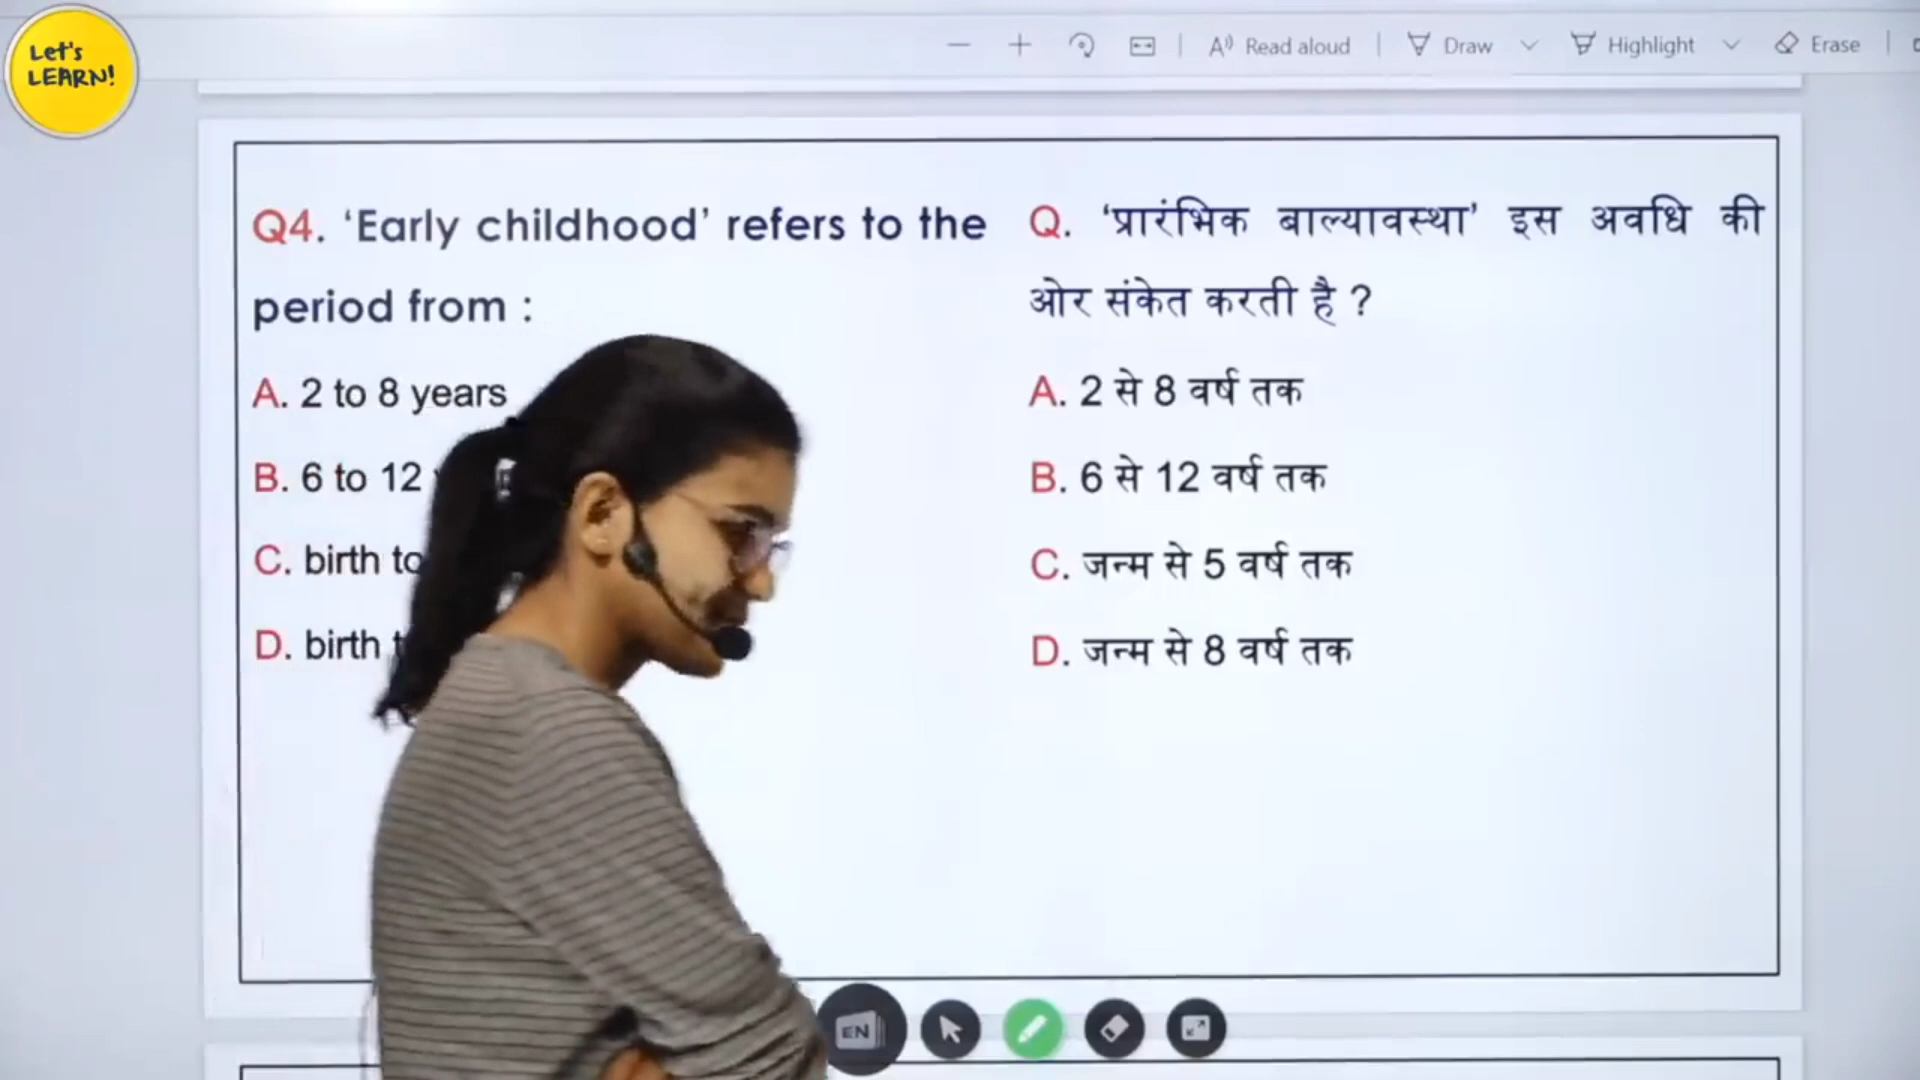 Let's
LEARN!
Read aloud
Draw
Highlight
Erase
Q4. ‘Early childhood’ refers to the
period from :
A. 2 to 8 years
B. 6 to 12
C. birth to
D. birth
Q. ‘प्रारंभिक बाल्यावस्था’ इस अवधि की
ओर संकेत करती है ?
A. 2 से 8 वर्ष तक
B. 6 से 12 वर्ष तक
C. जन्म से 5 वर्ष तक
D. जन्म से 8 वर्ष तक
EN